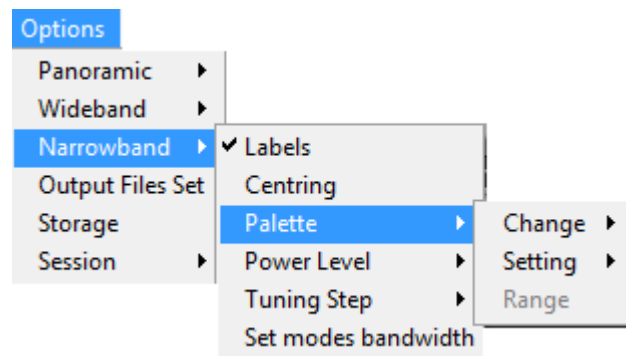 Options
Panoramic
Wideband
Narrowband
Output Files Set
Storage
Session
Labels
Centring
Palette
Power Level
Tuning Step
Set modes bandwidth
Change
Setting
Range